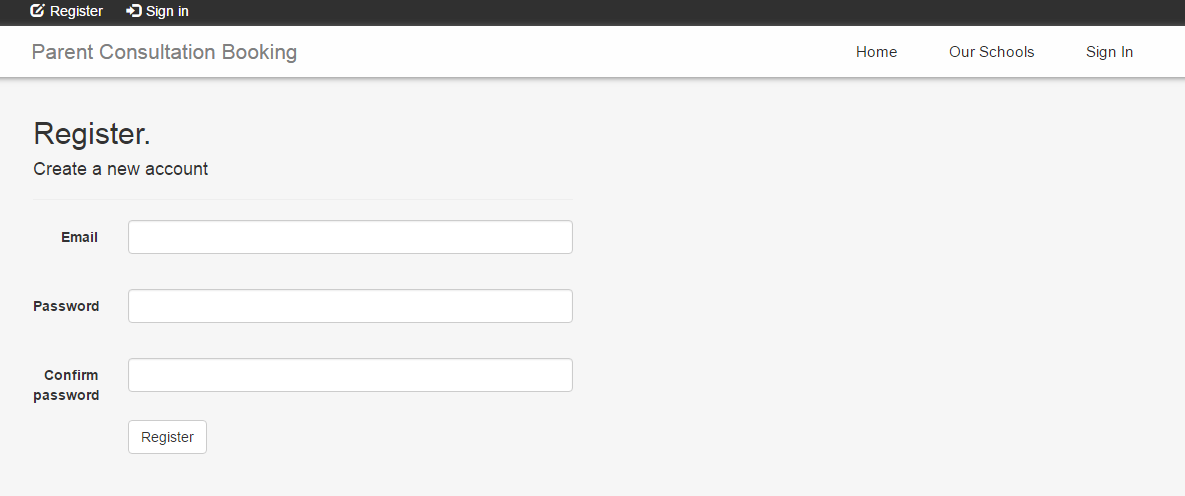 Register Sign in
Parent Consultation Booking Home Our Schools Sign In
Register.
Create a new account
Email
Password
Confirm
password
Register